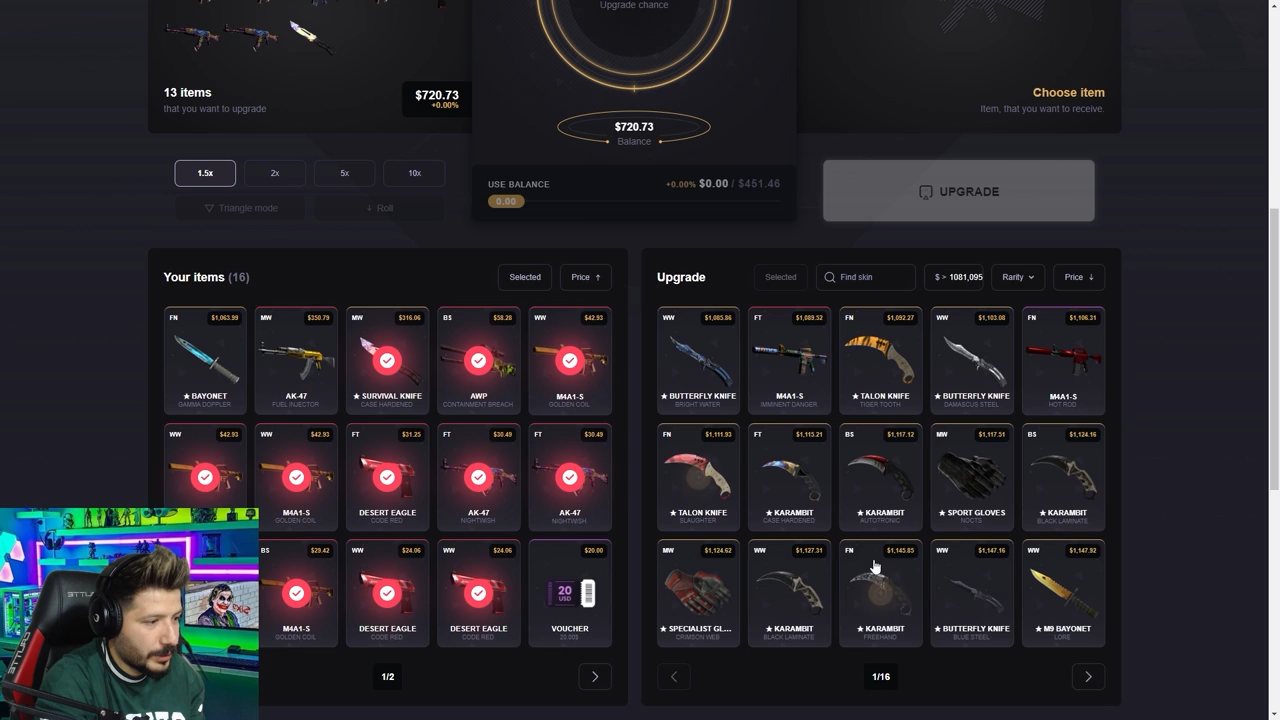 Upgrade chance
13 items
that you want to upgrade
$720.73
+0.00%
$720.73
Balance
Choose item
Item, that you want to receive.
1.5x
2x
5x
10x
Triangle mode
Roll
USE BALANCE
+0.00% $0.00 / $451.46
0.00
UPGRADE
Your items (16)
Selected
Price ↑
FN $1,063.99
★ BAYONET
GAMMA DOPPLER
MW $350.79
AK-47
FUEL INJECTOR
MW $316.06
★ SURVIVAL KNIFE
CASE HARDENED
BS $58.28
AWP
CONTAINMENT BREACH
WW $42.93
M4A1-S
GOLDEN COIL
WW $42.93
WW $42.93
M4A1-S
GOLDEN COIL
FT $31.25
DESERT EAGLE
CODE RED
FT $30.49
AK-47
NIGHTWISH
FT $30.49
AK-47
NIGHTWISH
BS $29.42
M4A1-S
GOLDEN COIL
WW $24.06
DESERT EAGLE
CODE RED
WW $24.06
DESERT EAGLE
CODE RED
$20.00
20
USD
VOUCHER
20.00$
1/2
Upgrade
Selected
Find skin
$ > 1081,095
Rarity
Price ↓
WW $1,085.86
★ BUTTERFLY KNIFE
BRIGHT WATER
FT $1,089.52
M4A1-S
IMMINENT DANGER
FN $1,092.27
★ TALON KNIFE
TIGER TOOTH
WW $1,103.08
★ BUTTERFLY KNIFE
DAMASCUS STEEL
FN $1,106.31
M4A1-S
HOT ROD
FN $1,111.93
★ TALON KNIFE
SLAUGHTER
FT $1,115.21
★ KARAMBIT
CASE HARDENED
BS $1,117.12
★ KARAMBIT
AUTOTRONIC
MW $1,117.51
★ SPORT GLOVES
NOCTS
BS $1,124.16
★ KARAMBIT
BLACK LAMINATE
MW $1,124.62
★ SPECIALIST GL...
CRIMSON WEB
WW $1,127.31
★ KARAMBIT
BLACK LAMINATE
FN $1,145.85
★ KARAMBIT
FREEHAND
WW $1,147.16
★ BUTTERFLY KNIFE
BLUE STEEL
WW $1,147.92
★ M9 BAYONET
LORE
1/16